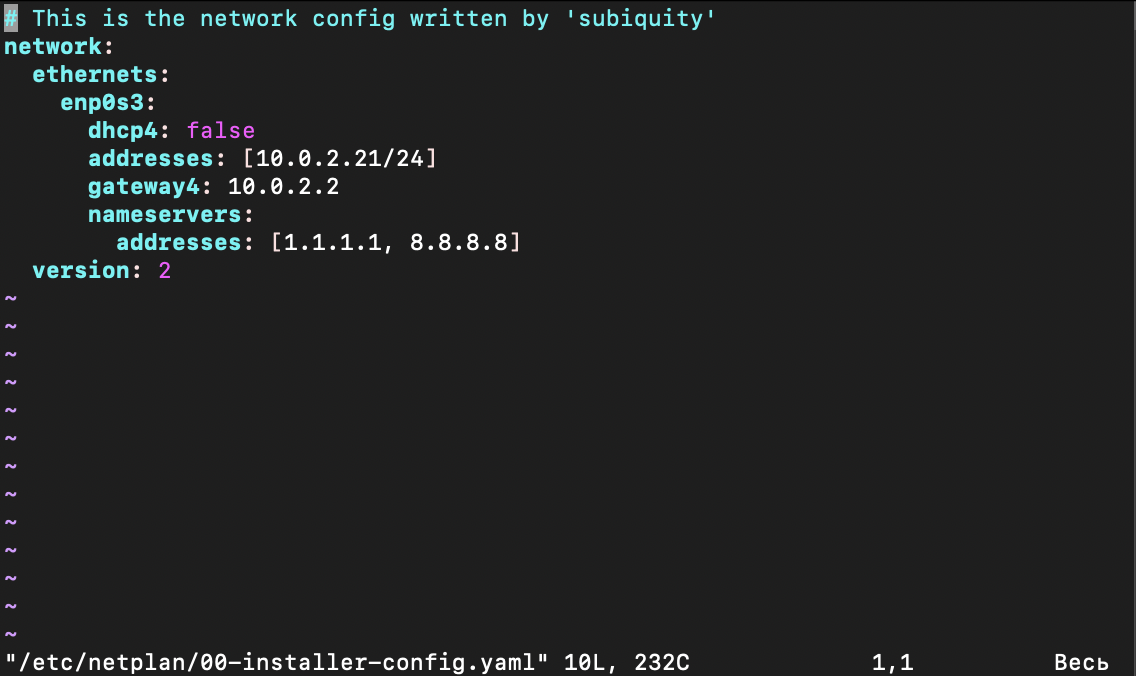 # This is the network config written by 'subiquity'
network:
  ethernets:
    enp0s3:
      dhcp4: false
      addresses: [10.0.2.21/24]
      gateway4: 10.0.2.2
      nameservers:
        addresses: [1.1.1.1, 8.8.8.8]
  version: 2
~
~
~
~
~
~
~
~
~
~
~
~
~
"/etc/netplan/00-installer-config.yaml" 10L, 232C 1,1 Весь